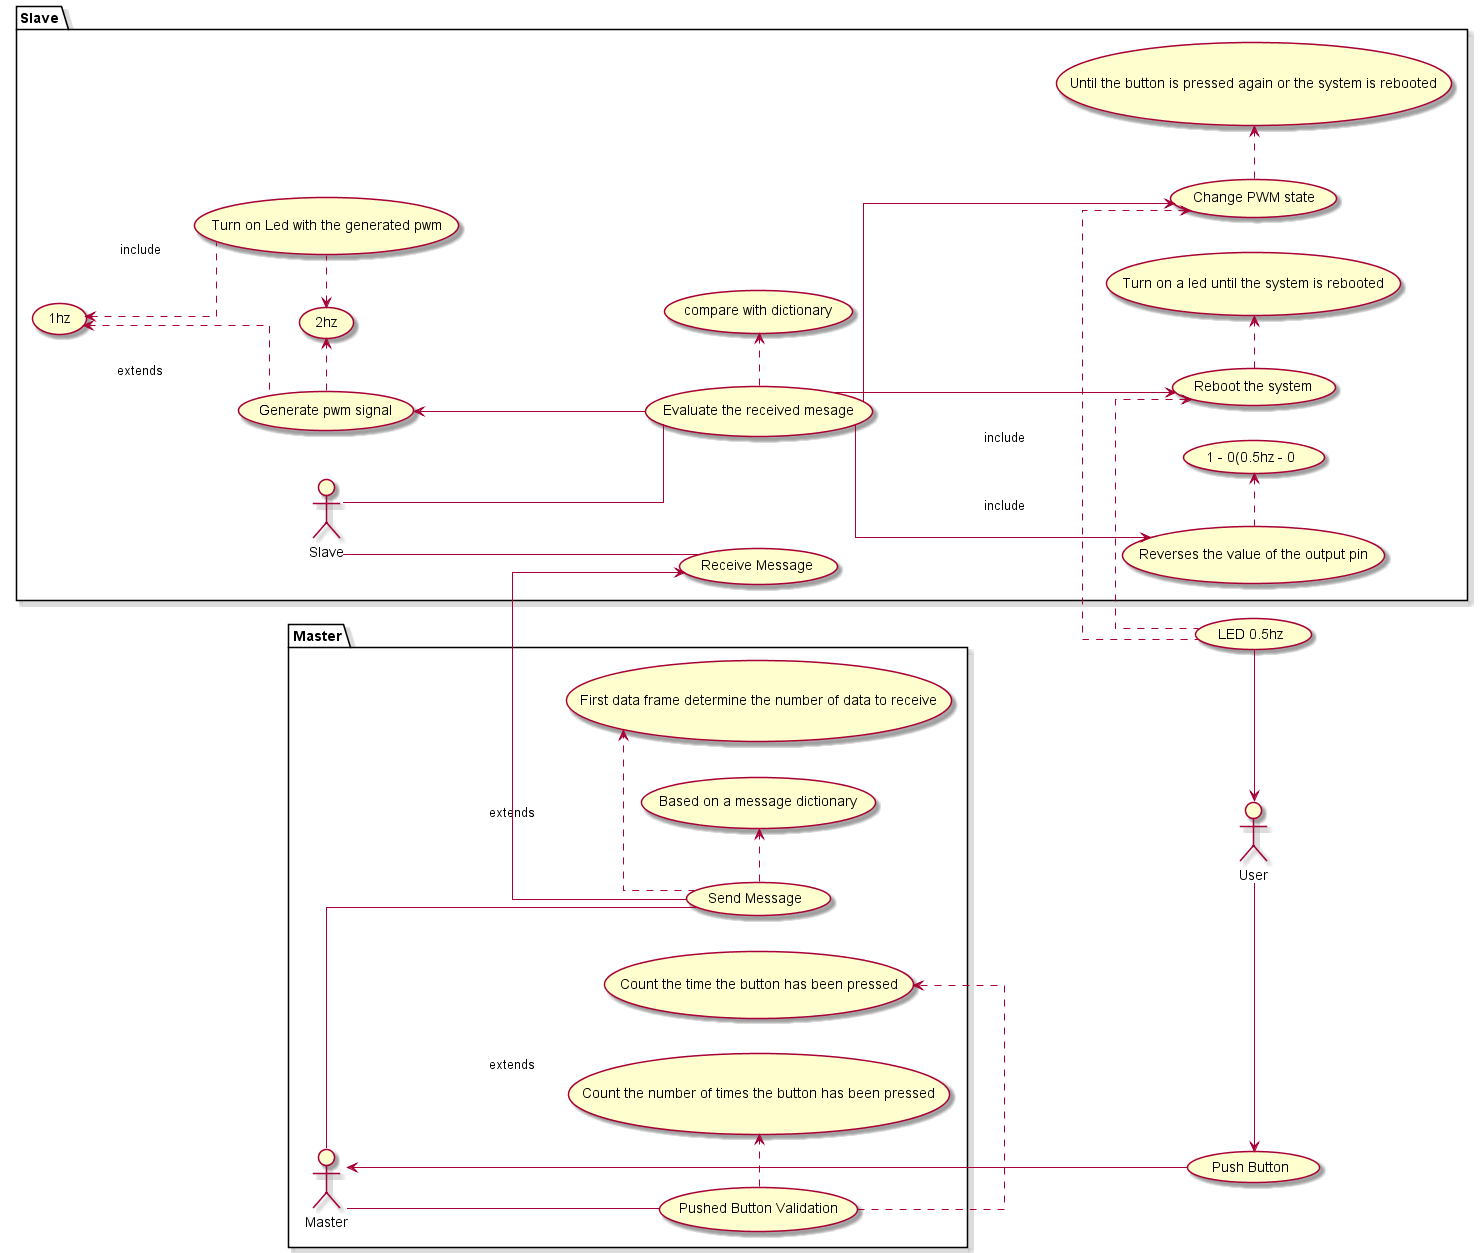 Slave
Until the button is pressed again or the system is rebooted
Change PWM state
Turn on Led with the generated pwm
include
Turn on a led until the system is rebooted
1hz
2hz
compare with dictionary
extends
Reboot the system
Generate pwm signal
Evaluate the received mesage
include
1 - 0(0.5hz - 0
include
Slave
Reverses the value of the output pin
Receive Message
Master
LED 0.5hz
First data frame determine the number of data to receive
Based on a message dictionary
extends
User
Send Message
Count the time the button has been pressed
extends
Count the number of times the button has been pressed
Push Button
Master
Pushed Button Validation